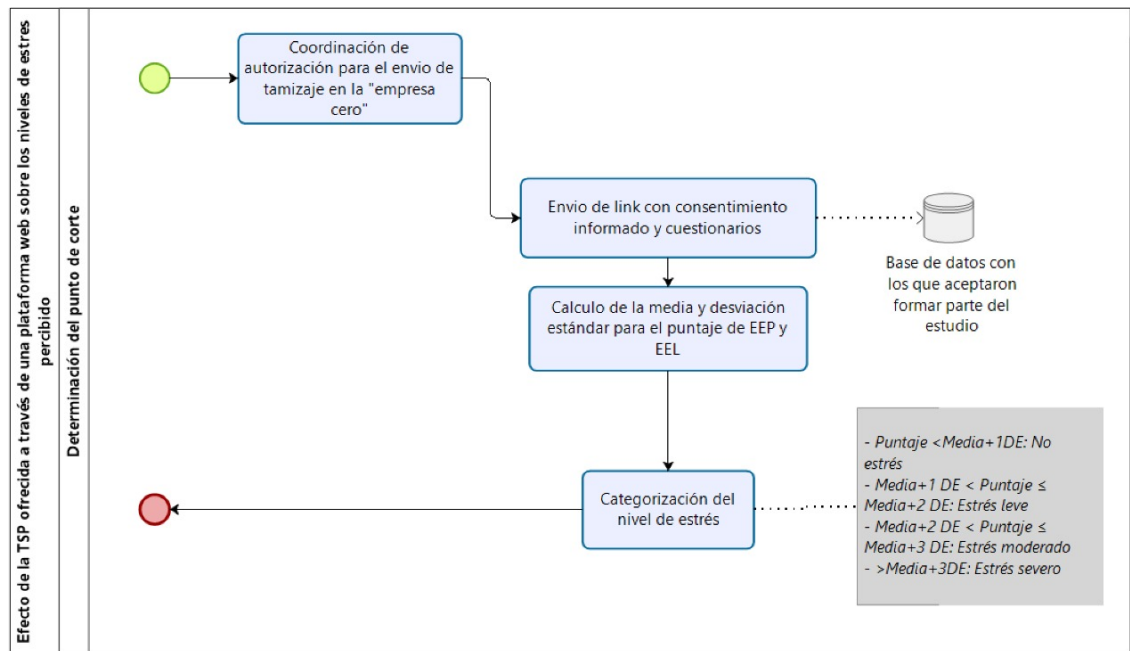 Efecto de la TSP ofrecida a través de una plataforma web sobre los niveles de estres
percibido
Determinación del punto de corte
Coordinación de
autorización para el envio de
tamizaje en la "empresa
cero"
Envio de link con consentimiento
informado y cuestionarios
Base de datos con
los que aceptaron
formar parte del
estudio
Calculo de la media y desviación
estándar para el puntaje de EEP y
EEL
Categorización del
nivel de estrés
- Puntaje <Media+1DE: No
estrés
- Media+1 DE < Puntaje ≤
Media+2 DE: Estrés leve
- Media+2 DE < Puntaje ≤
Media+3 DE: Estrés moderado
- >Media+3DE: Estrés severo